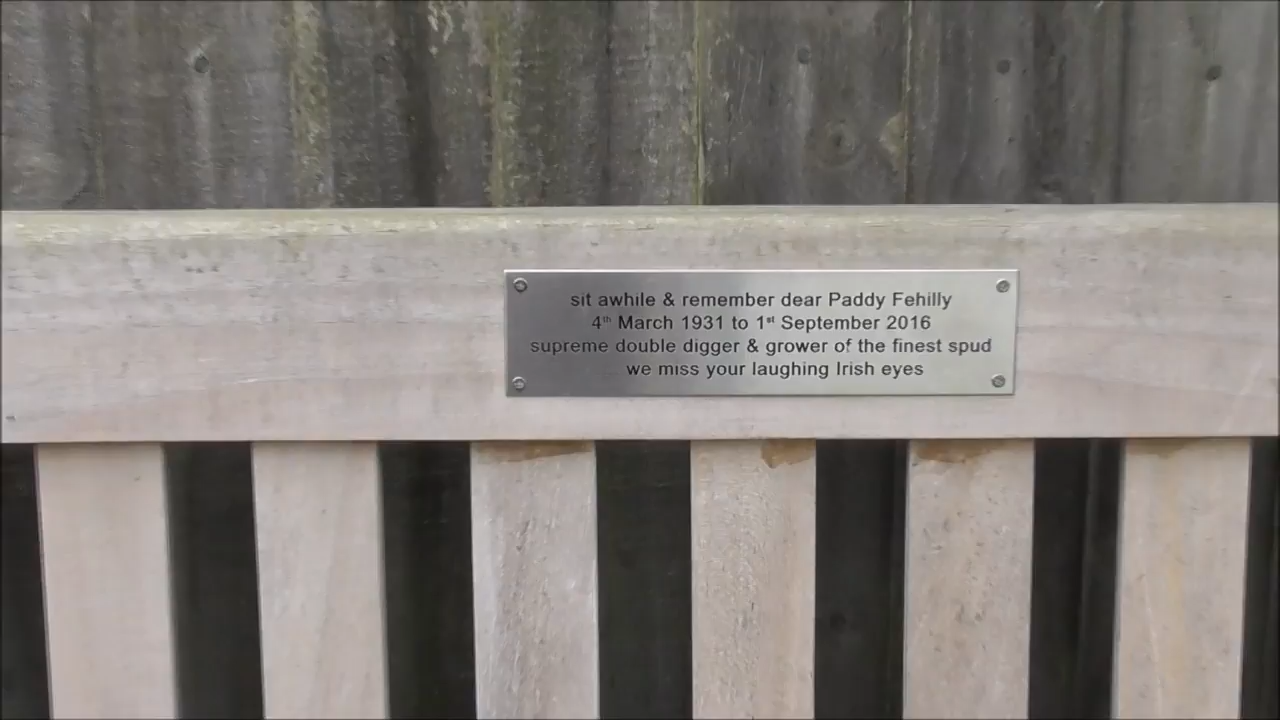 sit awhile & remember dear Paddy Fehilly
4th March 1931 to 1st September 2016
supreme double digger & grower of the finest spud
we miss your laughing Irish eyes